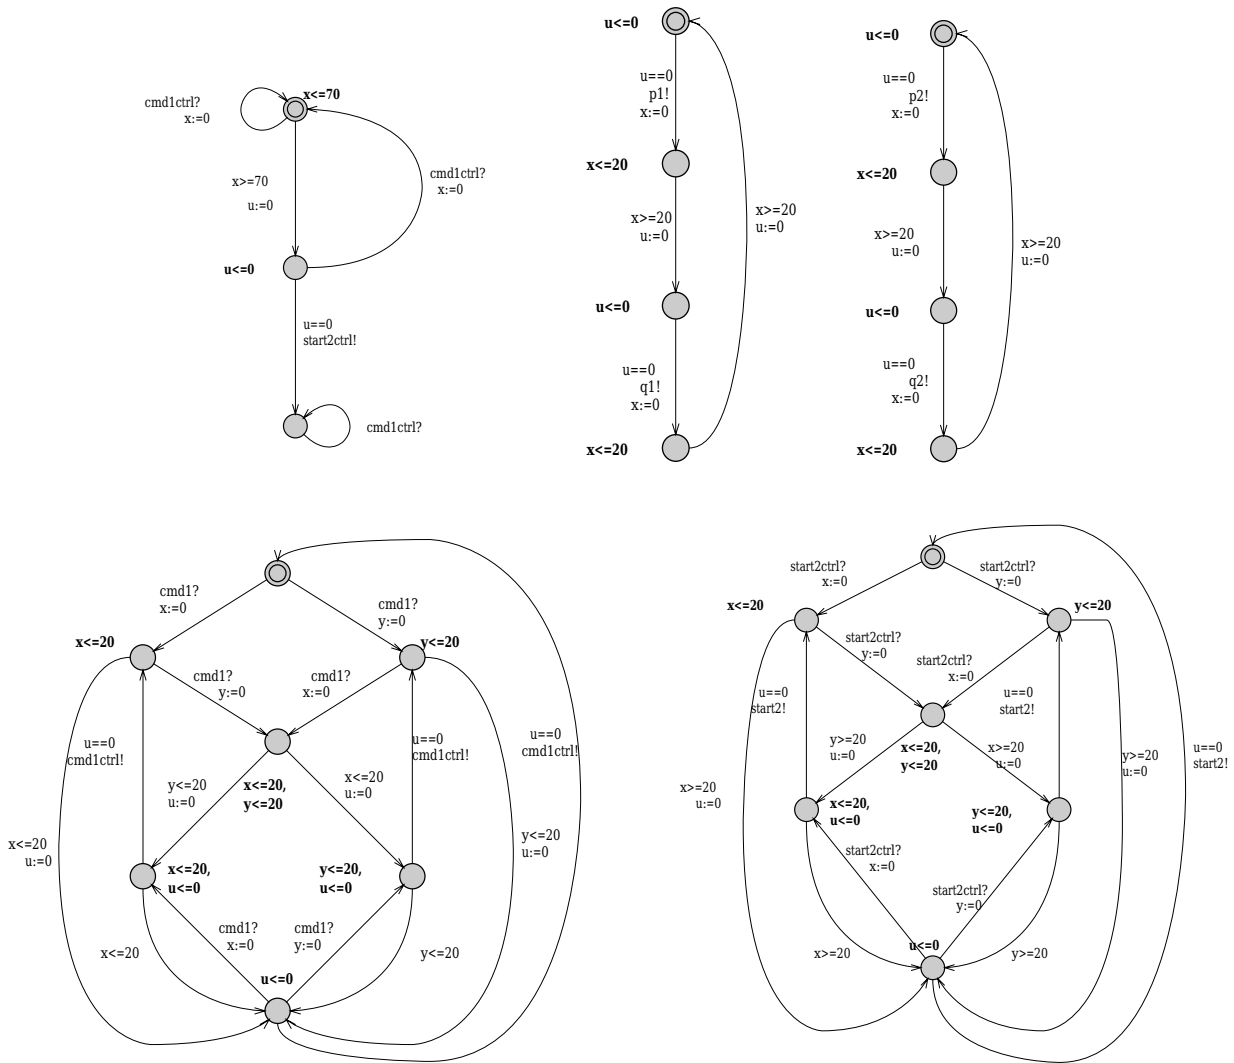 x<=70
cmd1ctrl?
x:=0
x>=70
u:=0
cmd1ctrl?
x:=0
u<=0
u==0
start2ctrl!
cmd1ctrl?
u<=0
u==0
p1!
x:=0
x<=20
x>=20
u:=0
x>=20
u:=0
u<=0
u==0
q1!
x:=0
x<=20
u<=0
u==0
p2!
x:=0
x<=20
x>=20
u:=0
x>=20
u:=0
u<=0
u==0
q2!
x:=0
x<=20
cmd1?
x:=0
cmd1?
y:=0
x<=20
y<=20
cmd1?
y:=0
cmd1?
x:=0
u==0
cmd1ctrl!
u==0
cmd1ctrl!
u==0
cmd1ctrl!
y<=20
u:=0
x<=20,
y<=20
x<=20
u:=0
x<=20
u:=0
y<=20
u:=0
x<=20,
u<=0
y<=20,
u<=0
cmd1?
x:=0
cmd1?
y:=0
x<=20
y<=20
u<=0
start2ctrl?
x:=0
start2ctrl?
y:=0
x<=20
y<=20
start2ctrl?
y:=0
start2ctrl?
x:=0
u==0
start2!
u==0
start2!
u==0
start2!
y>=20
u:=0
x<=20,
y<=20
x>=20
u:=0
y>=20
u:=0
x>=20
u:=0
x<=20,
u<=0
y<=20,
u<=0
start2ctrl?
x:=0
start2ctrl?
y:=0
x>=20
y>=20
u<=0